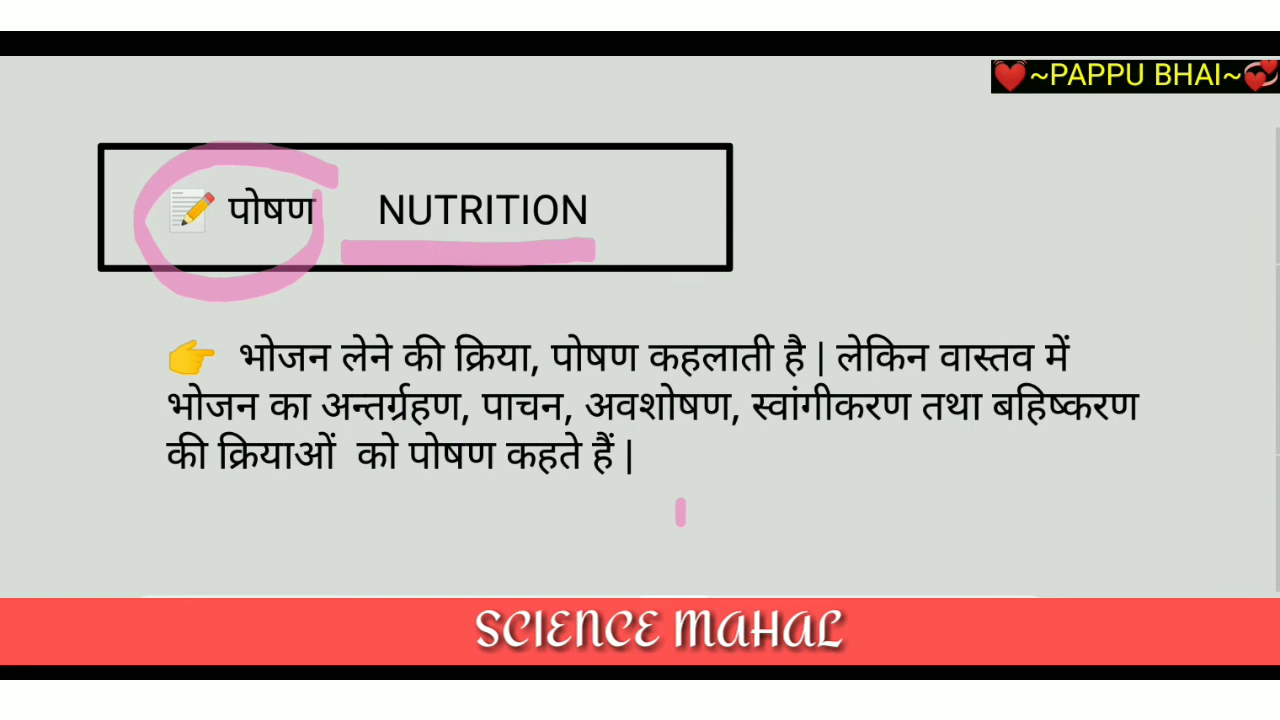 ❤️~PAPPU BHAI~💞
📝 पोषण NUTRITION
👉 भोजन लेने की क्रिया, पोषण कहलाती है | लेकिन वास्तव में
भोजन का अन्तर्ग्रहण, पाचन, अवशोषण, स्वांगीकरण तथा बहिष्करण
की क्रियाओं को पोषण कहते हैं |
SCIENCE MAHAL